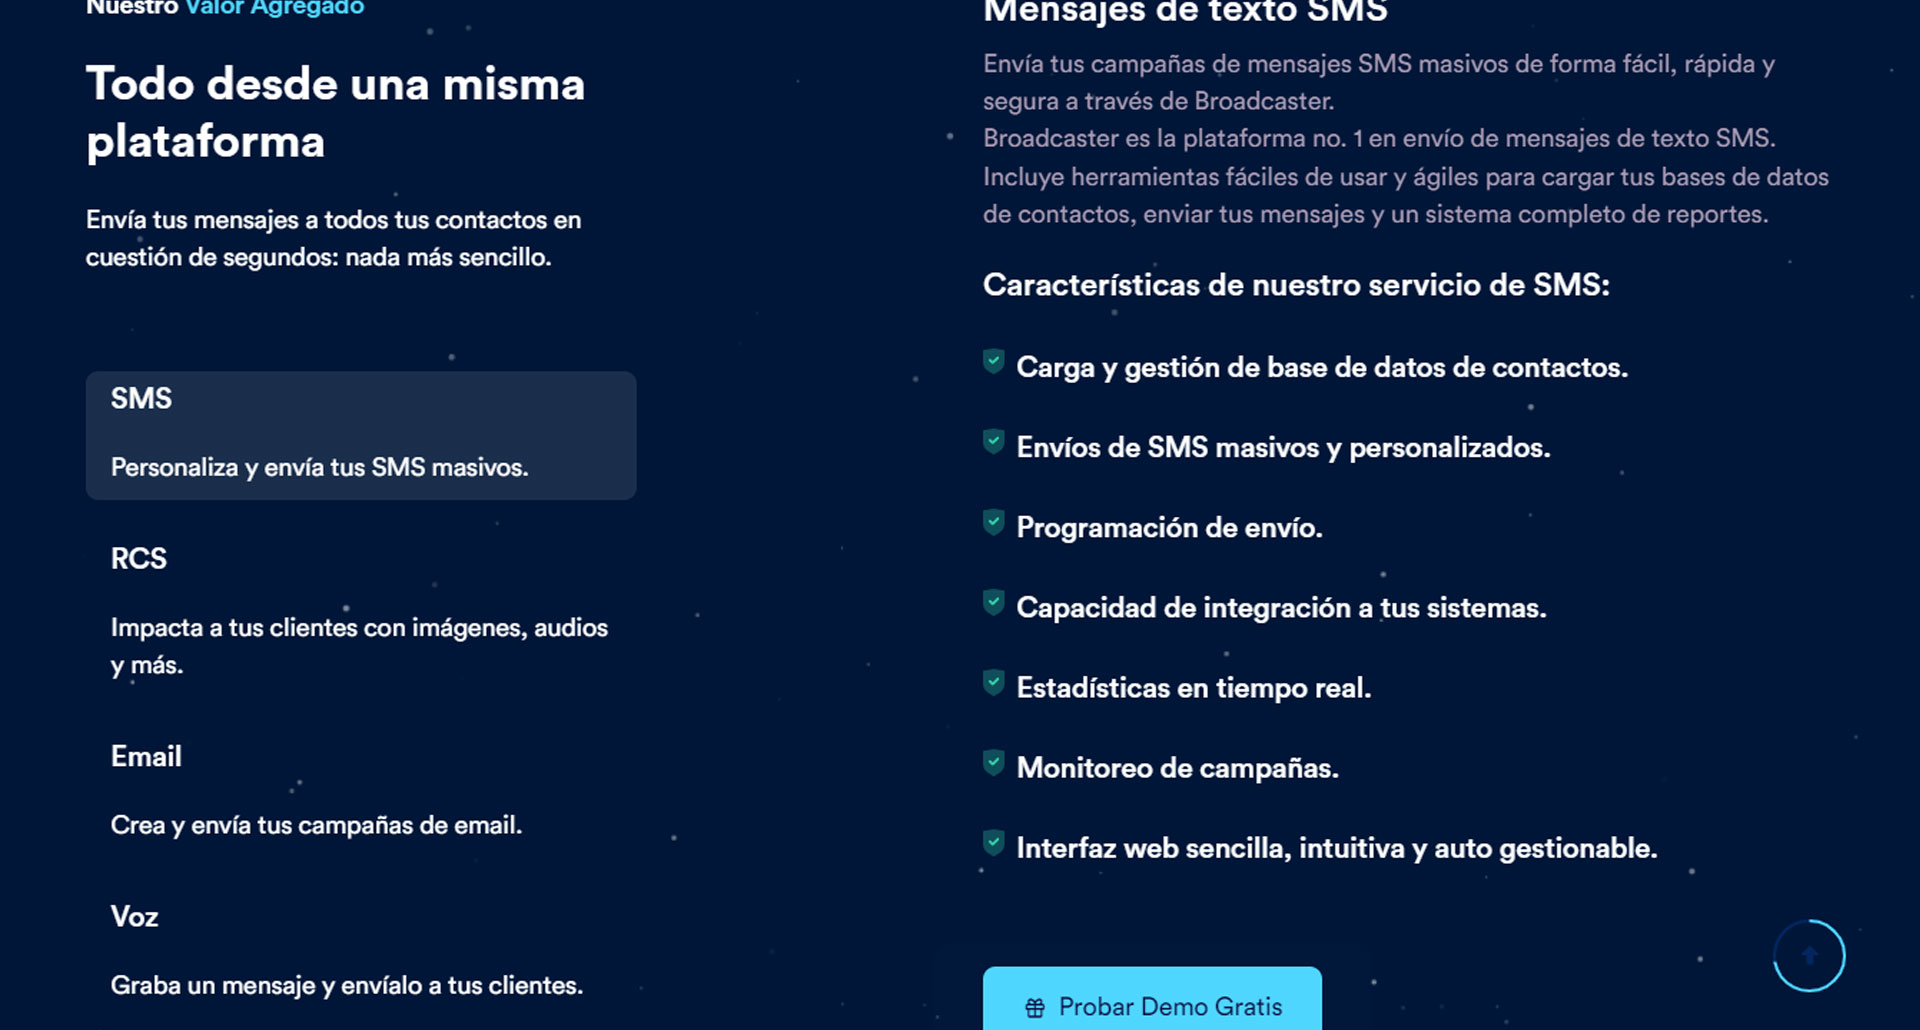 Nuestro Valor Agregado
Todo desde una misma
plataforma
Envía tus mensajes a todos tus contactos en
cuestión de segundos: nada más sencillo.
SMS
Personaliza y envía tus SMS masivos.
RCS
Impacta a tus clientes con imágenes, audios
y más.
Email
Crea y envía tus campañas de email.
Voz
Graba un mensaje y envíalo a tus clientes.
Mensajes de texto SMS
Envía tus campañas de mensajes SMS masivos de forma fácil, rápida y
segura a través de Broadcaster.
Broadcaster es la plataforma no. 1 en envío de mensajes de texto SMS.
Incluye herramientas fáciles de usar y ágiles para cargar tus bases de datos
de contactos, enviar tus mensajes y un sistema completo de reportes.
Características de nuestro servicio de SMS:
Carga y gestión de base de datos de contactos.
Envíos de SMS masivos y personalizados.
Programación de envío.
Capacidad de integración a tus sistemas.
Estadísticas en tiempo real.
Monitoreo de campañas.
Interfaz web sencilla, intuitiva y auto gestionable.
Probar Demo Gratis